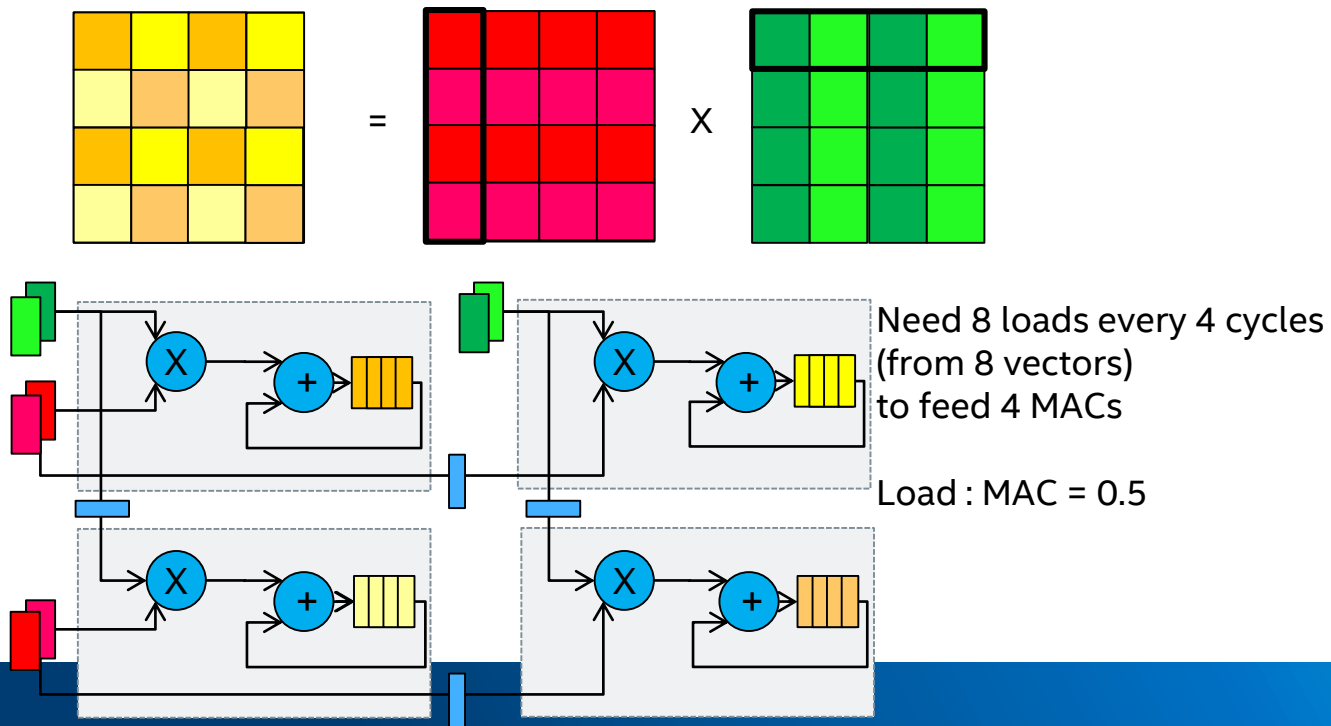 =
X
X
+
X
+
Need 8 loads every 4 cycles
(from 8 vectors)
to feed 4 MACs
Load : MAC = 0.5
X
+
X
+